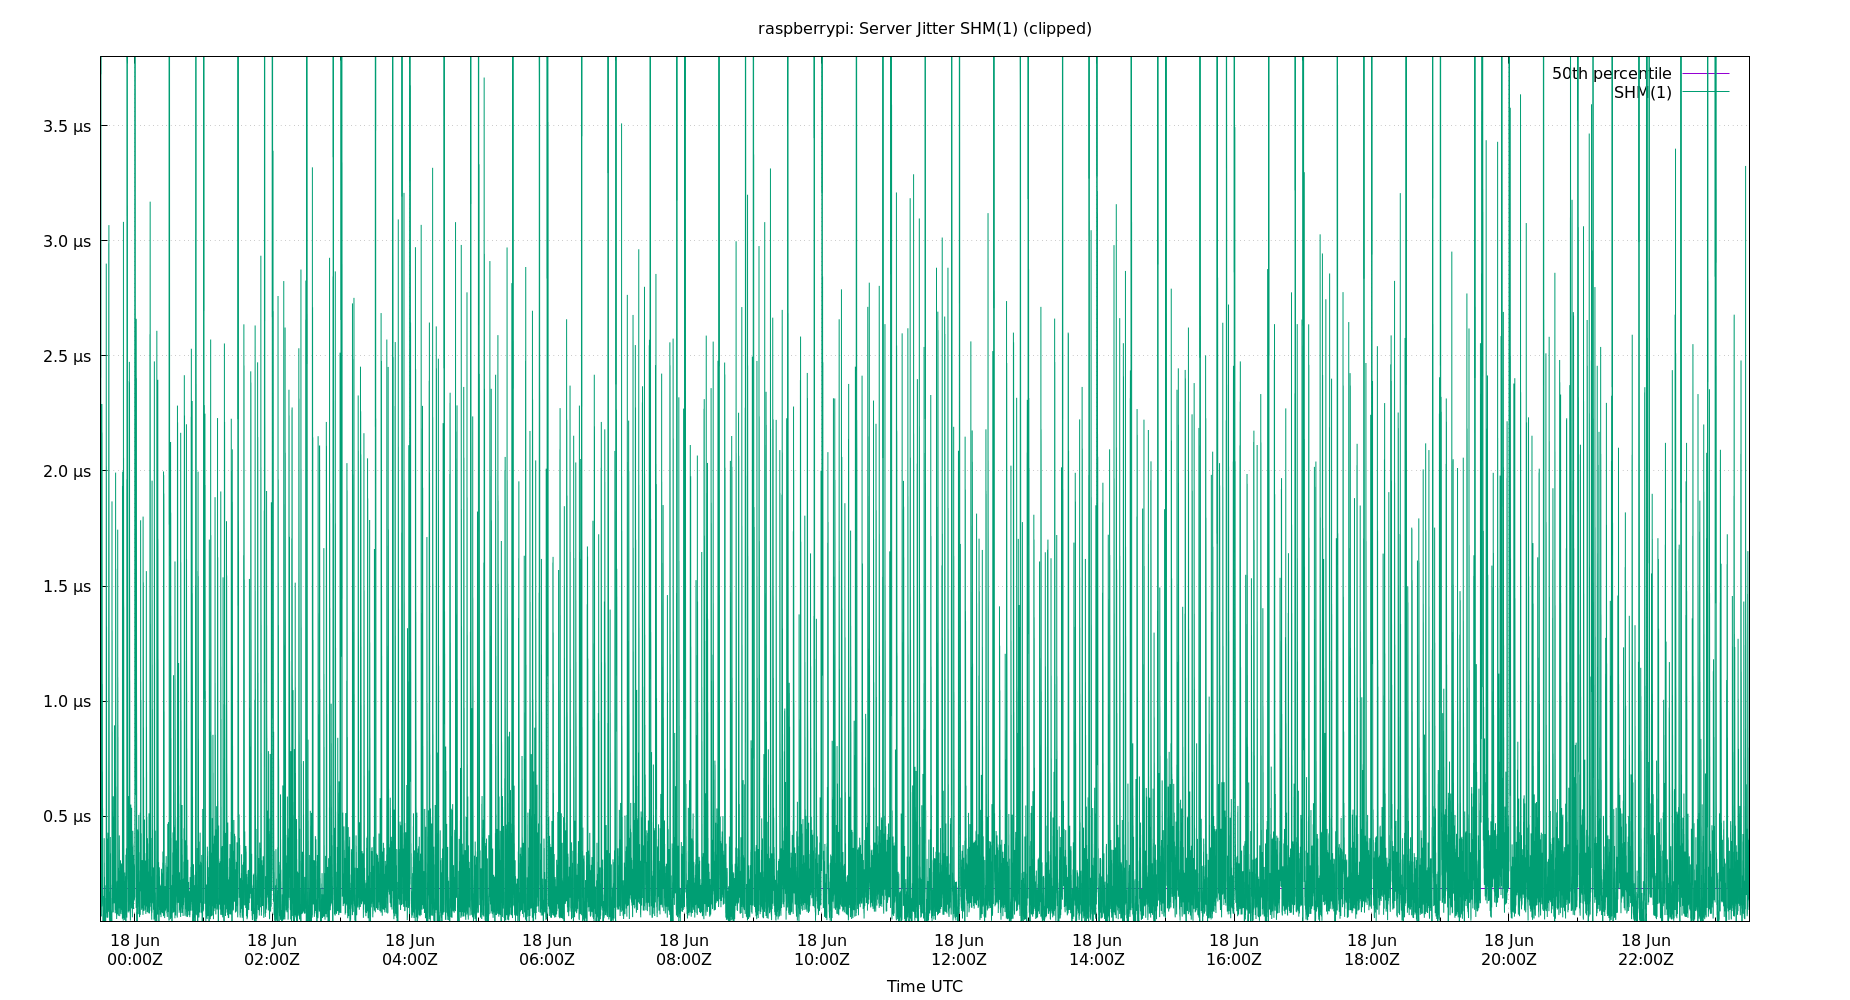 raspberrypi: Server Jitter SHM(1) (clipped)
50th percentile
SHM(1)
3.5 μs
3.0 μs
2.5 μs
2.0 μs
1.5 μs
1.0 μs
0.5 μs
18 Jun 18 Jun 18 Jun 18 Jun 18 Jun 18 Jun 18 Jun 18 Jun 18 Jun 18 Jun 18 Jun 18 Jun
00:00Z 02:00Z 04:00Z 06:00Z 08:00Z 10:00Z 12:00Z 14:00Z 16:00Z 18:00Z 20:00Z 22:00Z
Time UTC